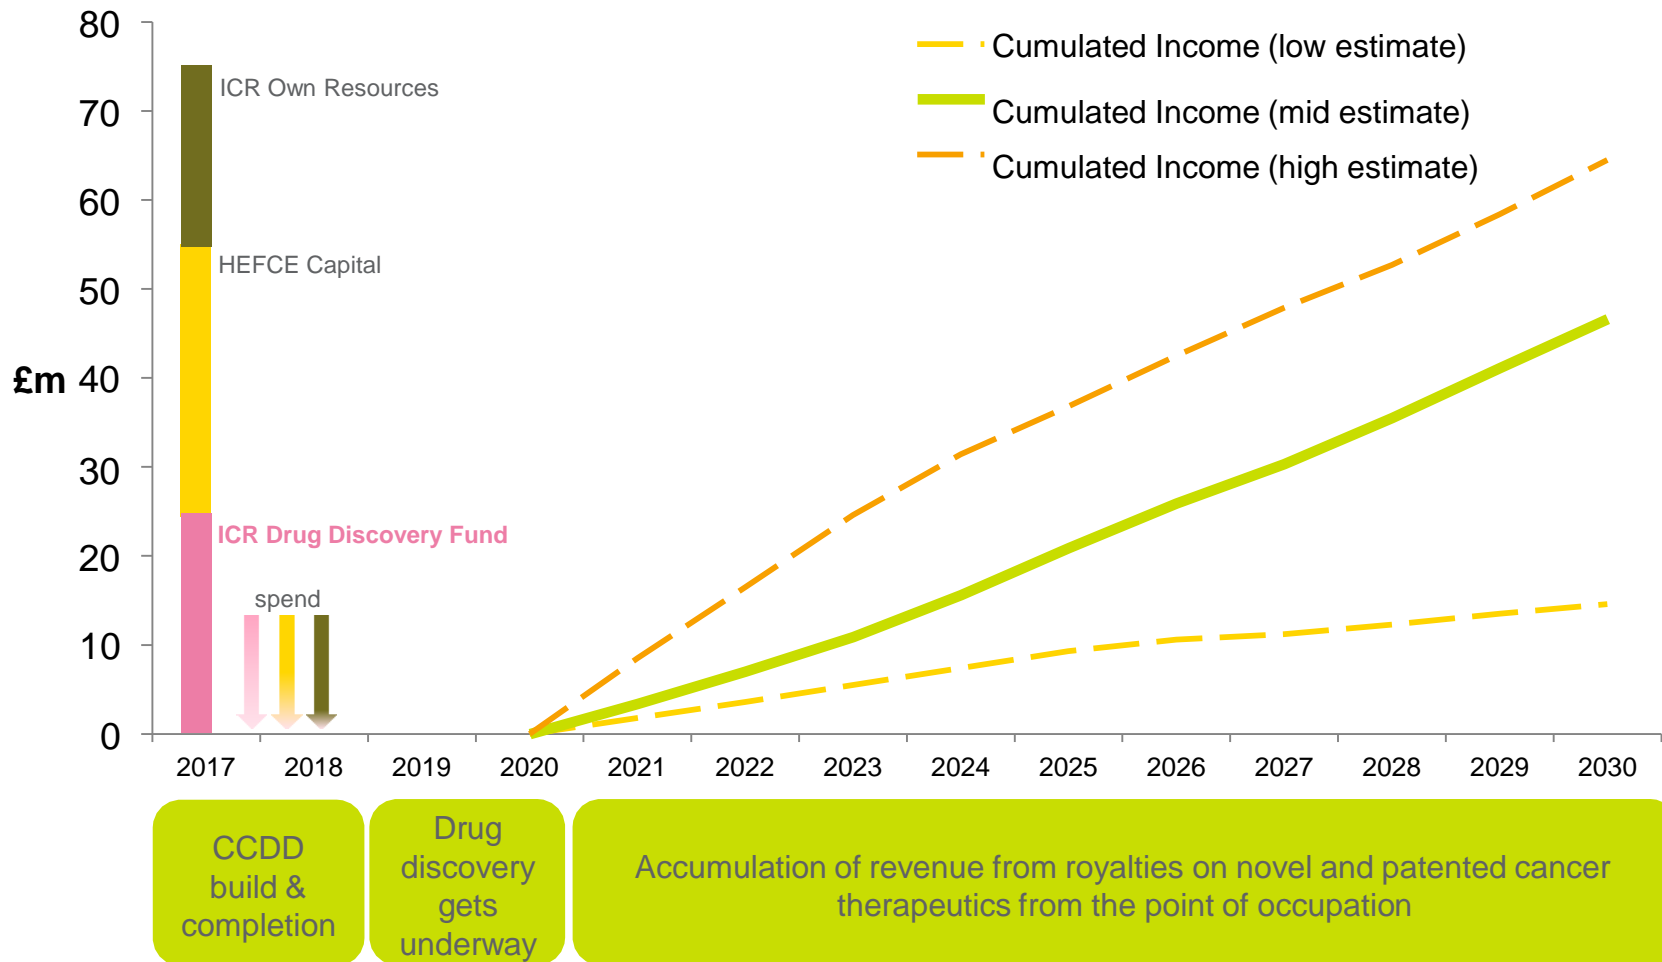 80
70
60
50
£m 40
30
20
10
0
ICR Own Resources
HEFCE Capital
ICR Drug Discovery Fund
spend
Cumulated Income (low estimate)
Cumulated Income (mid estimate)
Cumulated Income (high estimate)
2017 2018 2019 2020 2021 2022 2023 2024 2025 2026 2027 2028 2029 2030
CCDD
build &
completion
Drug
discovery
gets
underway
Accumulation of revenue from royalties on novel and patented cancer
therapeutics from the point of occupation